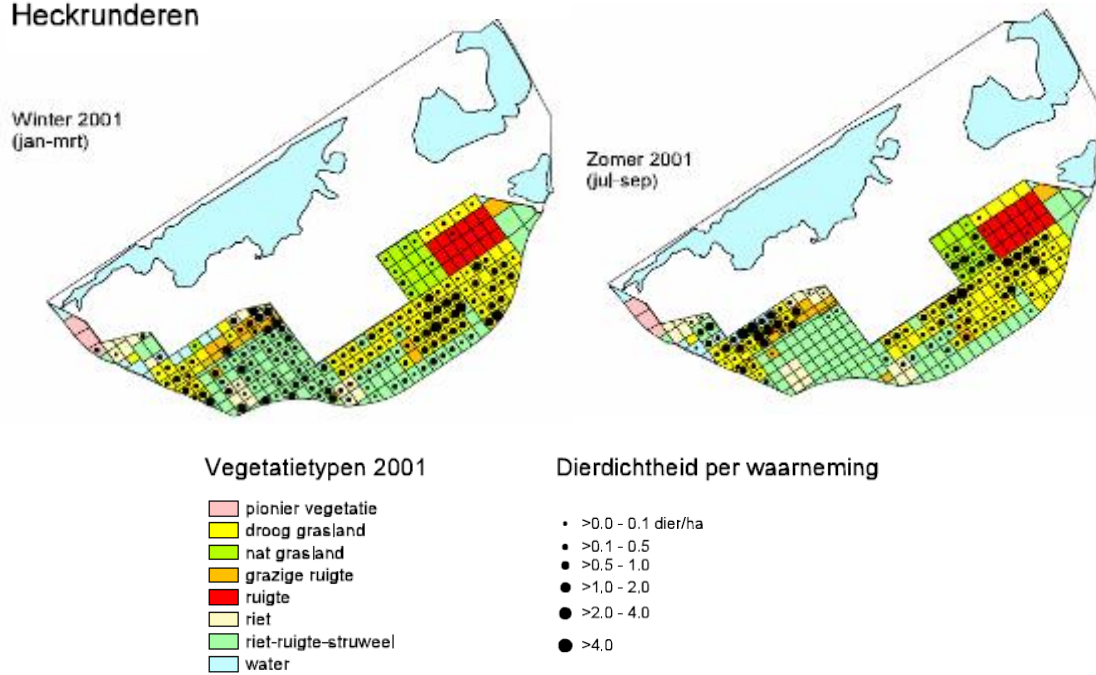 Heckrunderen
Winter 2001
(jan-mrt)
Zomer 2001
(jul-sep)
Vegetatietypen 2001
pionier vegetatie
droog grasland
nat grasland
grazige ruigte
ruigte
riet
riet-ruigte-struweel
water
Dierdichtheid per waarneming
>0.0 - 0.1 dier/ha
>0.1 - 0.5
>0.5 - 1.0
>1.0 - 2.0
>2.0 - 4.0
>4.0